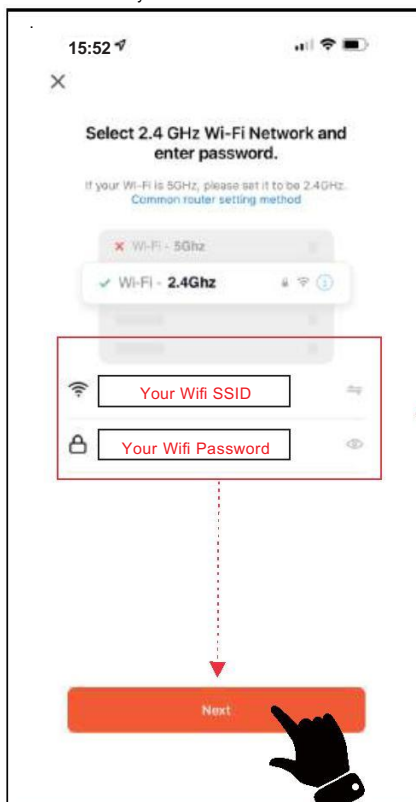 15:52
Select 2.4 GHz Wi-Fi Network and
enter password.
If your Wi-Fi is 5GHz, please set it to be 2.4GHz.
Common router setting method
Wi-Fi - 5Ghz
Wi-Fi - 2.4Ghz
Your Wifi SSID
Your Wifi Password
Next